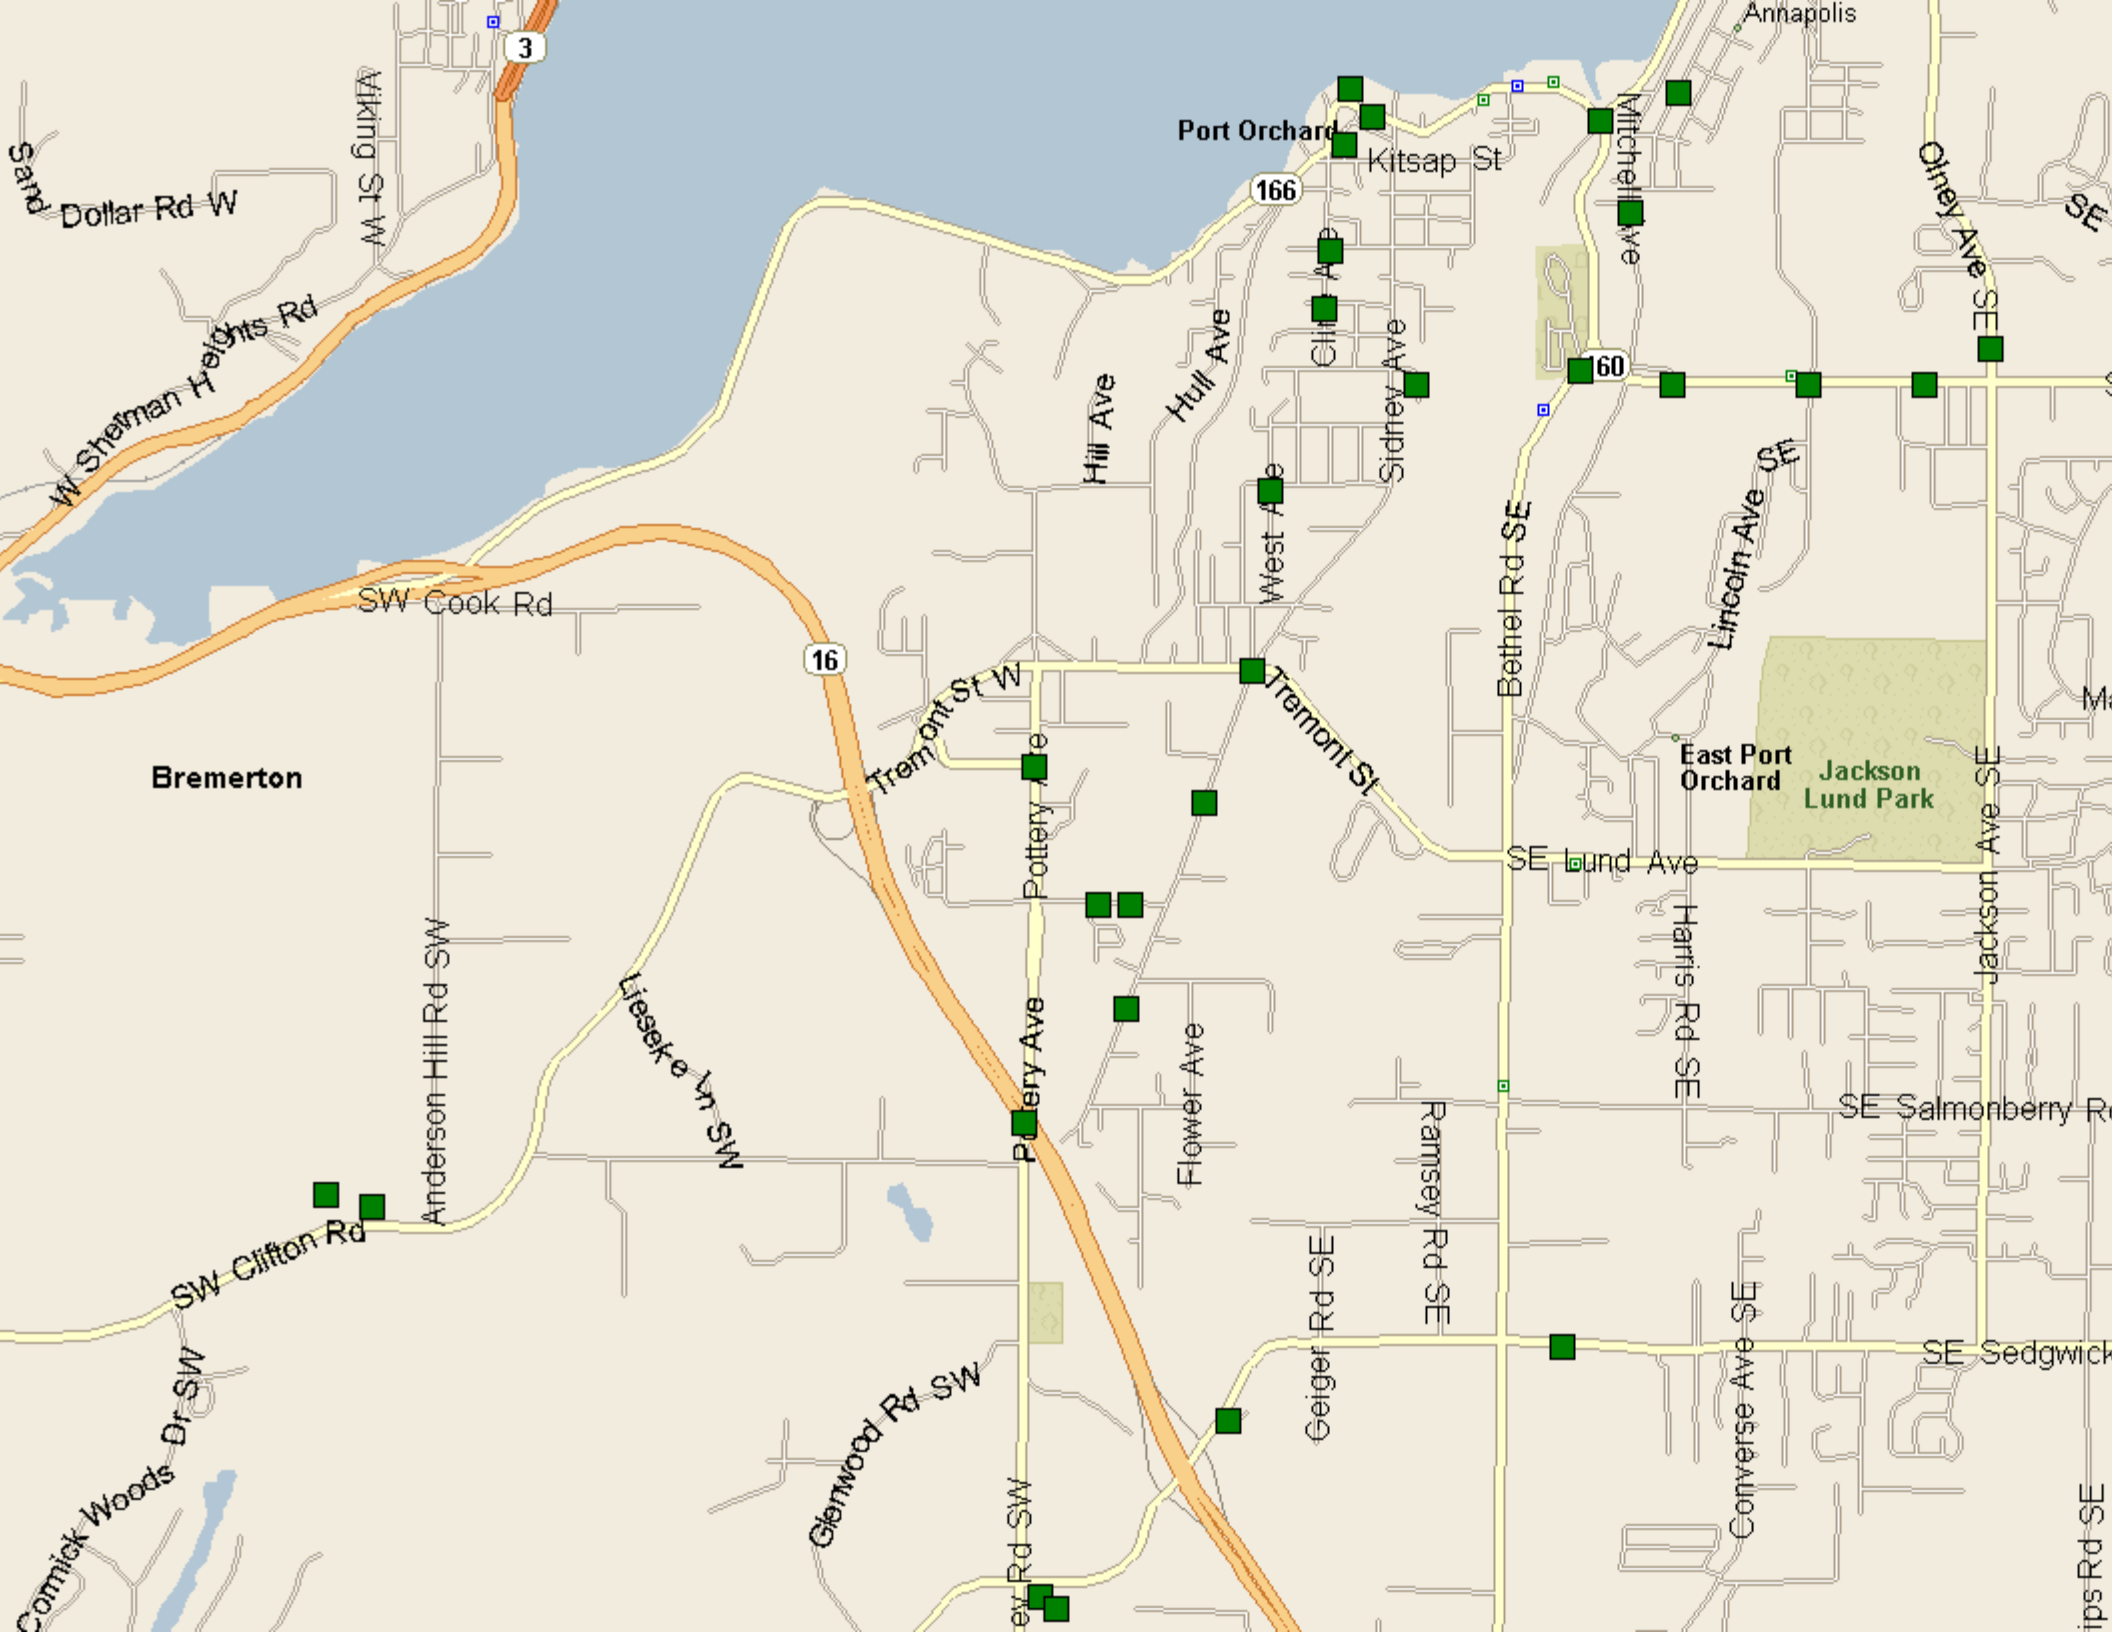 Annapolis
3
Viking St W
Sand
Dollar Rd W
Port Orchard
Kitsap St
166
Mitchell Ave
Olney Ave SE
SE
W Sherman Heights Rd
Hull Ave
Hill Ave
Sidney Ave
West Ave
Bethel Rd SE
Lincoln Ave SE
SW Cook Rd
16
Tremont St W
Tremont St
Bremerton
East Port
Orchard
Jackson
Lund Park
Pottery Ave
SE Lund Ave
Jackson Ave SE
Anderson Hill Rd SW
Lieseke Ln SW
Pottery Ave
Flower Ave
Harris Rd SE
SE Salmonberry
Ramsey Rd SE
SW Clifton Rd
Geiger Rd SE
Converse Ave SE
SE Sedgwick
Dr SW
Woods
Glenwood Rd SW
Rd SW
Rd SE